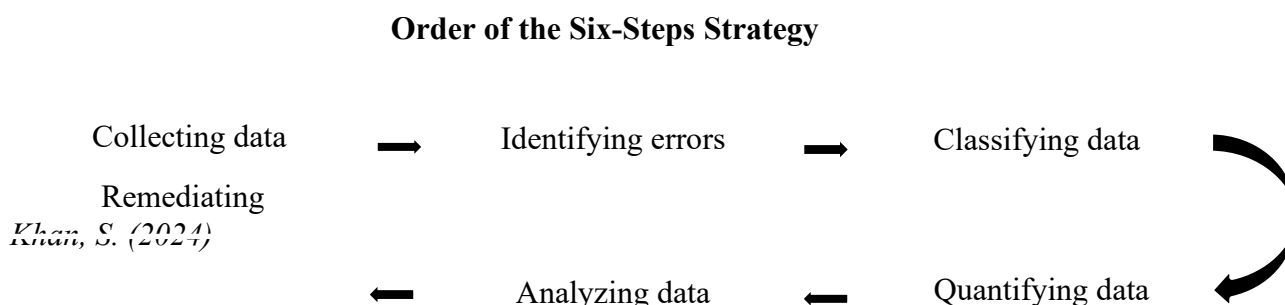 Order of the Six-Steps Strategy
Collecting data Identifying errors Classifying data
Remediating
Khan, S. (2024)
Analyzing data Quantifying data